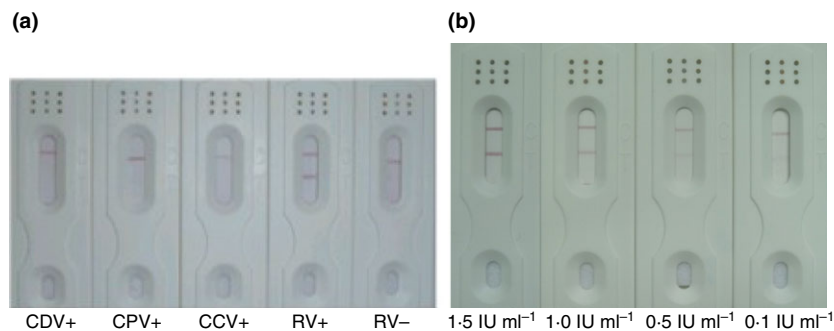 (a)
(b)
CDV+ CPV+ CCV+ RV+ RV−
1·5 IU ml⁻¹ 1·0 IU ml⁻¹ 0·5 IU ml⁻¹ 0·1 IU ml⁻¹